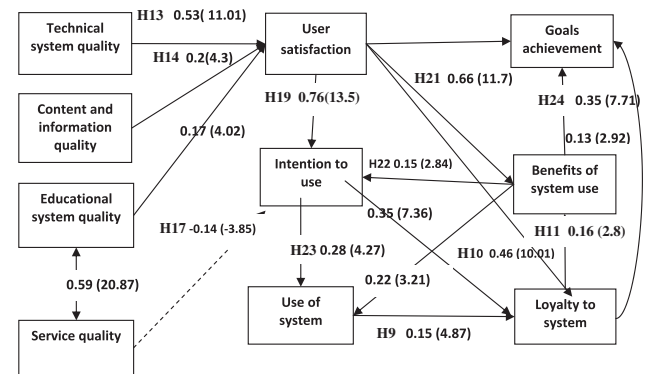 Technical
system quality
H13 0.53( 11.01)
User
satisfaction
Goals
achievement
H14 0.2(4.3)
H21 0.66 (11.7)
H19 0.76(13.5)
H24 0.35 (7.71)
Content and
information
quality
0.17 (4.02)
0.13 (2.92)
Intention to
use
H22 0.15 (2.84)
Benefits of
system use
Educational
system quality
0.35 (7.36)
H17 -0.14 (-3.85)
H11 0.16 (2.8)
H23 0.28 (4.27)
H10 0.46 (10.01)
0.59 (20.87)
0.22 (3.21)
Use of
system
Loyalty to
system
Service quality
H9 0.15 (4.87)